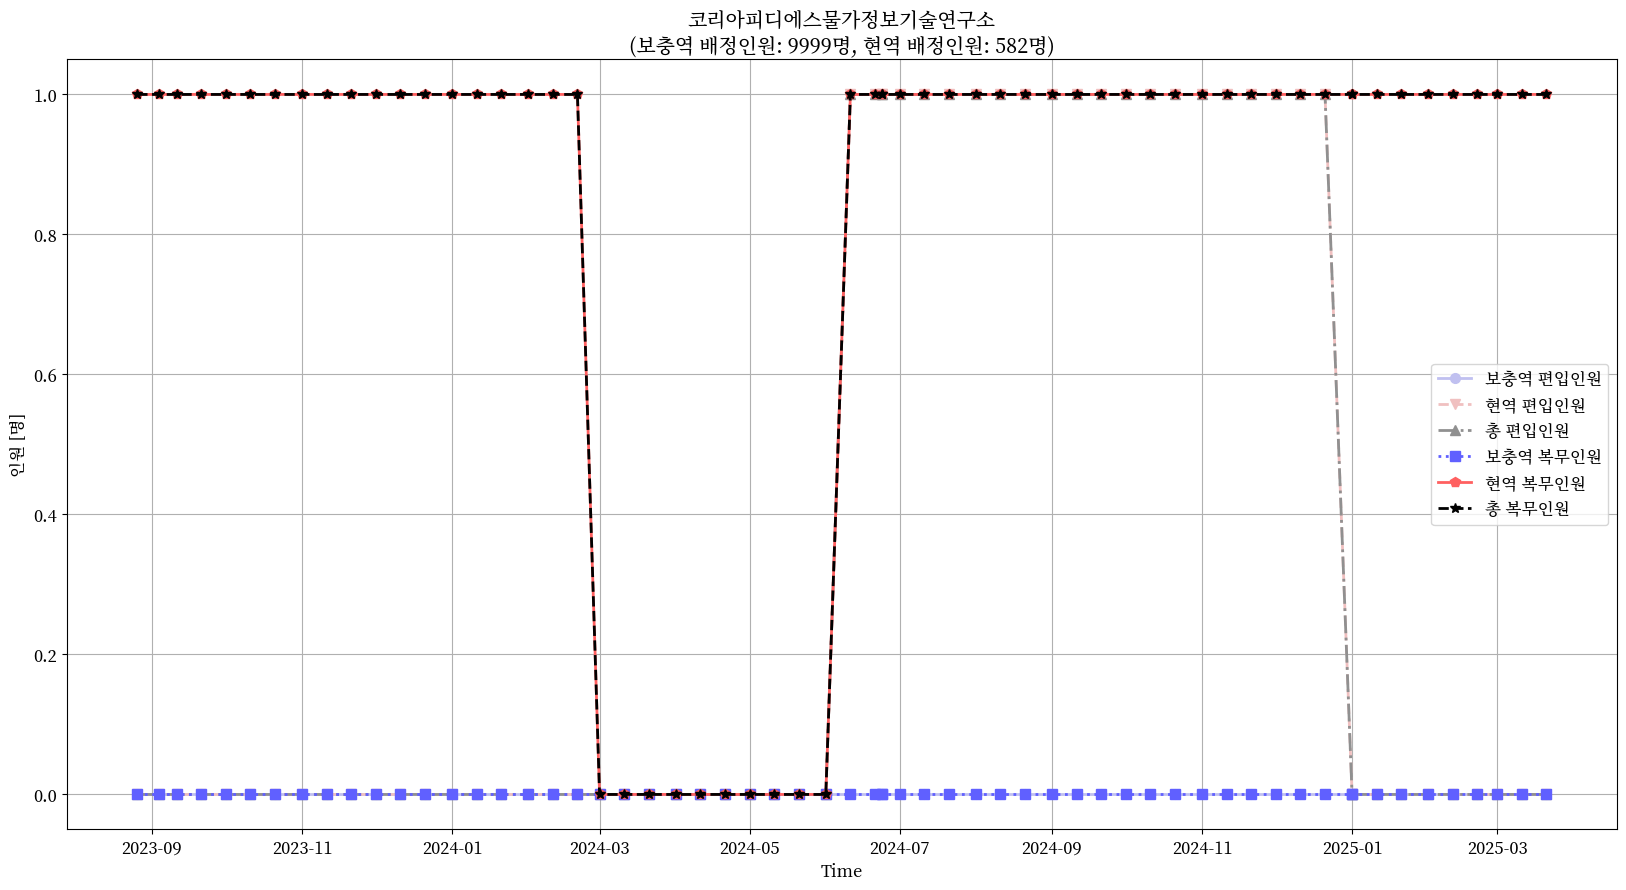 코리아피디에스물가정보기술연구소
(보충역 배정인원: 9999명, 현역 배정인원: 582명)
인원 [명]
1.0
0.8
0.6
0.4
0.2
0.0
보충역 편입인원
현역 편입인원
총 편입인원
보충역 복무인원
현역 복무인원
총 복무인원
2023-09 2023-11 2024-01 2024-03 2024-05 2024-07 2024-09 2024-11 2025-01 2025-03
Time